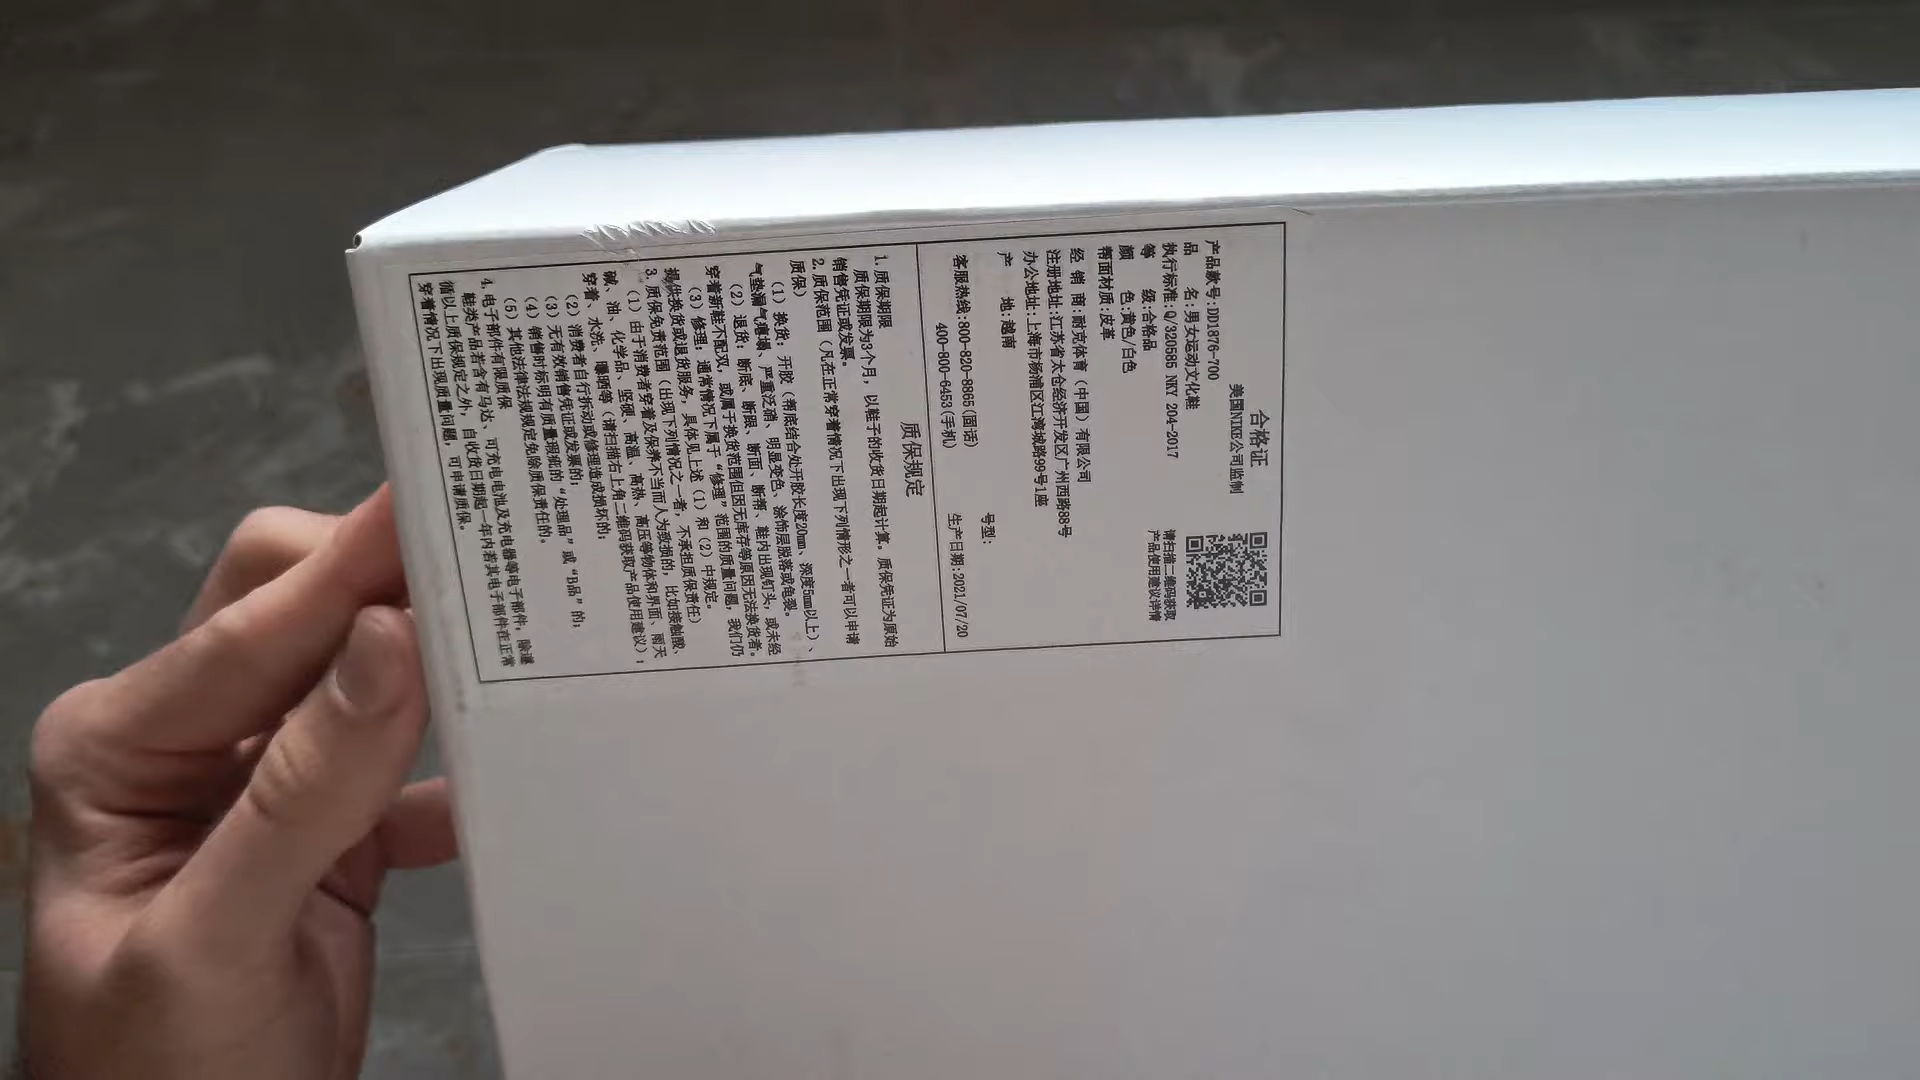 合格证
美国NIKE公司监制
产品款号:DD1876-700
品 名:男女运动文化鞋
执行标准:Q/320585 NKY 204-2017
等 级:合格品
颜 色:黄色/白色
帮面材质:皮革
请扫描二维码获取
产品使用建议详情
经 销 商:耐克体育（中国）有限公司
注册地址:江苏省太仓经济开发区广州西路88号
办公地址:上海市杨浦区江湾城路99号1座
产 地:越南
号型:
客服热线:800-820-8865(固话)
400-800-6453(手机)
生产日期:2021/07/20
质保规定
1. 质保期限
质保期限为3个月，以鞋子的收货日期起计算。质保凭证为原始
销售凭证或发票。
2. 质保范围（凡在正常穿着情况下出现下列情形之一者可以申请
质保）
（1）换货：开胶（帮底结合处开胶长度20mm、深度5mm以上）、
气垫漏气塌塌、严重泛硝、明显变色、涂饰层脱落或龟裂。
（2）退货：断底、断跟、断面、断帮、鞋内出现钉头，或未经
穿着新鞋不配双，或属于换货范围但因无库存等原因无法换货者。
（3）修理：通常情况下属于“修理”范围的质量问题，我们仍
提供换货或退货服务，具体见上述（1）和（2）中规定。
3. 质保免责范围（出现下列情况之一者，不承担质保责任）
（1）由于消费者穿着及保养不当而人为致损的，比如接触酸、
碱、油、化学品、坚硬、高温、高热、高压等物体和界面、雨天
穿着、水洗、曝晒等（请扫描右上角二维码获取产品使用建议）；
（2）消费者自行拆动或修理造成损坏的；
（3）无有效销售凭证或发票的；
（4）销售时标明有质量瑕疵的“处理品”或“B品”的；
（5）其他法律法规规定免除质保责任的。
4. 电子部件有限质保
鞋类产品若含有马达、可充电电池及充电器等电子部件，除遵
循以上质保规定之外，自收货日期起一年内若其电子部件在正常
穿着情况下出现质量问题，可申请质保。